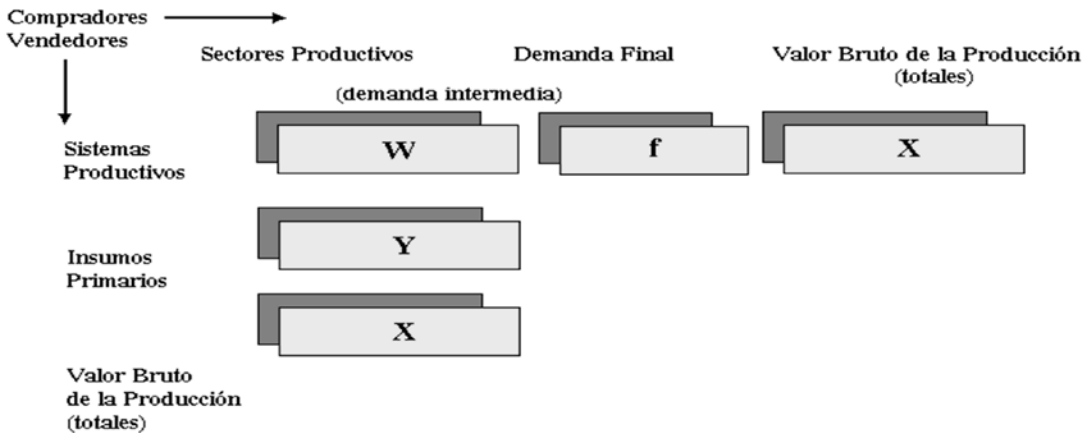 Compradores
Vendedores
Sectores Productivos
Demanda Final
Valor Bruto de la Producción
(totales)
(demanda intermedia)
Sistemas
Productivos
W
f
X
Insumos
Primarios
Y
X
Valor Bruto
de la Producción
(totales)